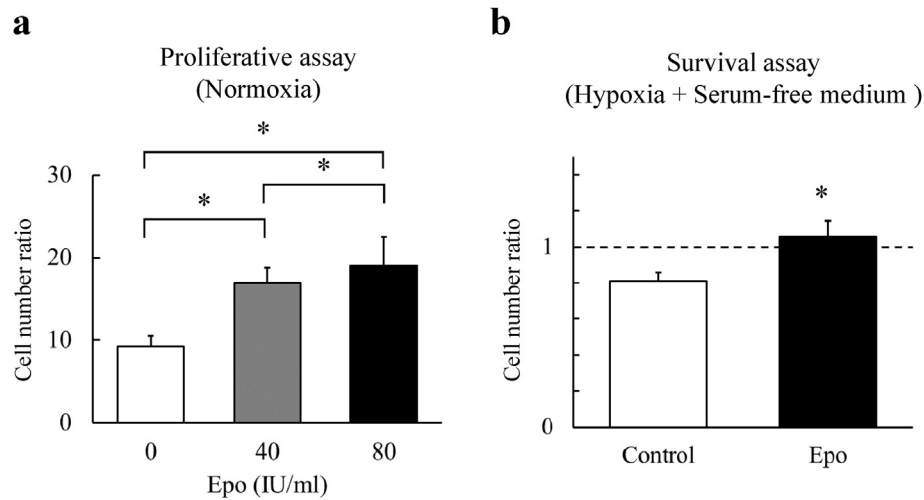 a
Proliferative assay
(Normoxia)
*
*
*
30
20
10
0
Cell number ratio
0
40
80
Epo (IU/ml)
b
Survival assay
(Hypoxia + Serum-free medium )
*
1
0
Cell number ratio
Control
Epo